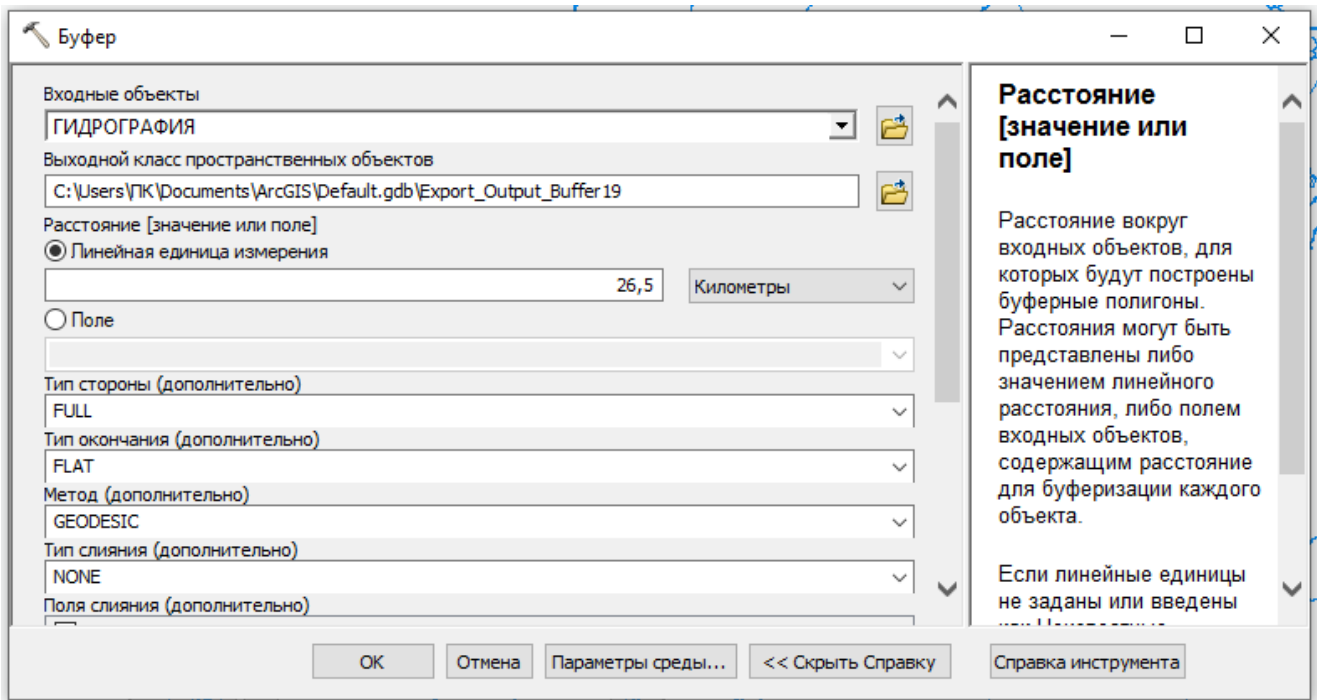 Буфер
Входные объекты
ГИДРОГРАФИЯ
Выходной класс пространственных объектов
C:\Users\ПК\Documents\ArcGIS\Default.gdb\Export_Output_Buffer19
Расстояние [значение или поле]
Линейная единица измерения
26,5
Километры
Поле
Тип стороны (дополнительно)
FULL
Тип окончания (дополнительно)
FLAT
Метод (дополнительно)
GEODESIC
Тип слияния (дополнительно)
NONE
Поля слияния (дополнительно)
Расстояние
[значение или
поле]
Расстояние вокруг
входных объектов, для
которых будут построены
буферные полигоны.
Расстояния могут быть
представлены либо
значением линейного
расстояния, либо полем
входных объектов,
содержащим расстояние
для буферизации каждого
объекта.
Если линейные единицы
не заданы или введены
OK
Отмена
Параметры среды...
<< Скрыть Справку
Справка инструмента